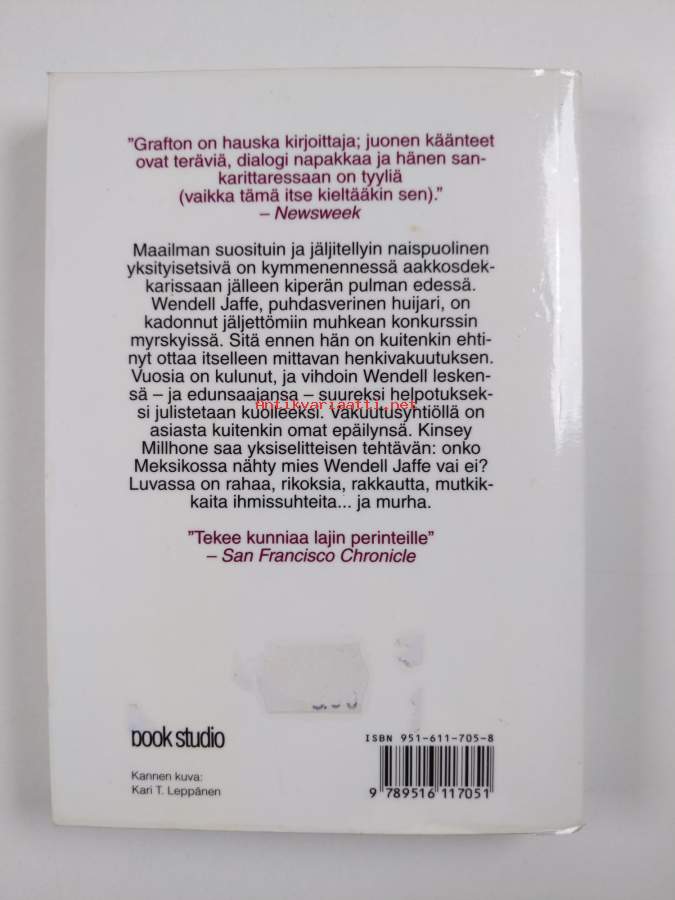 ”Grafton on hauska kirjoittaja; juonen käänteet
ovat teräviä, dialogi napakkaa ja hänen san-
karittaressaan on tyyliä
(vaikka tämä itse kieltääkin sen).”
– Newsweek
Maailman suosituin ja jäljitellyin naispuolinen
yksityisetsivä on kymmenennessä aakkosdek-
karissaan jälleen kiperän pulman edessä.
Wendell Jaffe, puhdasverinen huijari, on
kadonnut jäljettömiin muhkean konkurssin
myrskyissä. Sitä ennen hän on kuitenkin ehti-
nyt ottaa itselleen mittavan henkivakuutuksen.
Vuosia on kulunut, ja vihdoin Wendell lesken-
sä – ja edunsaajansa – suureksi helpotuksek-
si julistetaan kuolleeksi. Vakuutusyhtiöllä on
Antikvariaatti.net
asiasta kuitenkin omat epäilynsä. Kinsey
Millhone saa yksiselitteisen tehtävän: onko
Meksikossa nähty mies Wendell Jaffe vai ei?
Luvassa on rahaa, rikoksia, rakkautta, mutkik-
kaita ihmissuhteita... ja murha.
”Tekee kunniaa lajin perinteille”
– San Francisco Chronicle
book studio
Kannen kuva:
Kari T. Leppänen
ISBN 951-611-705-8
9 789516 117051